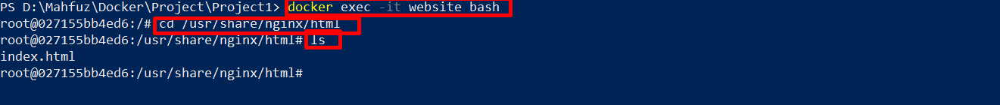 PS D:\Mahfuz\Docker\Project\Project1> docker exec -it website bash
root@027155bb4ed6:/# cd /usr/share/nginx/html
root@027155bb4ed6:/usr/share/nginx/html# ls
index.html
root@027155bb4ed6:/usr/share/nginx/html#